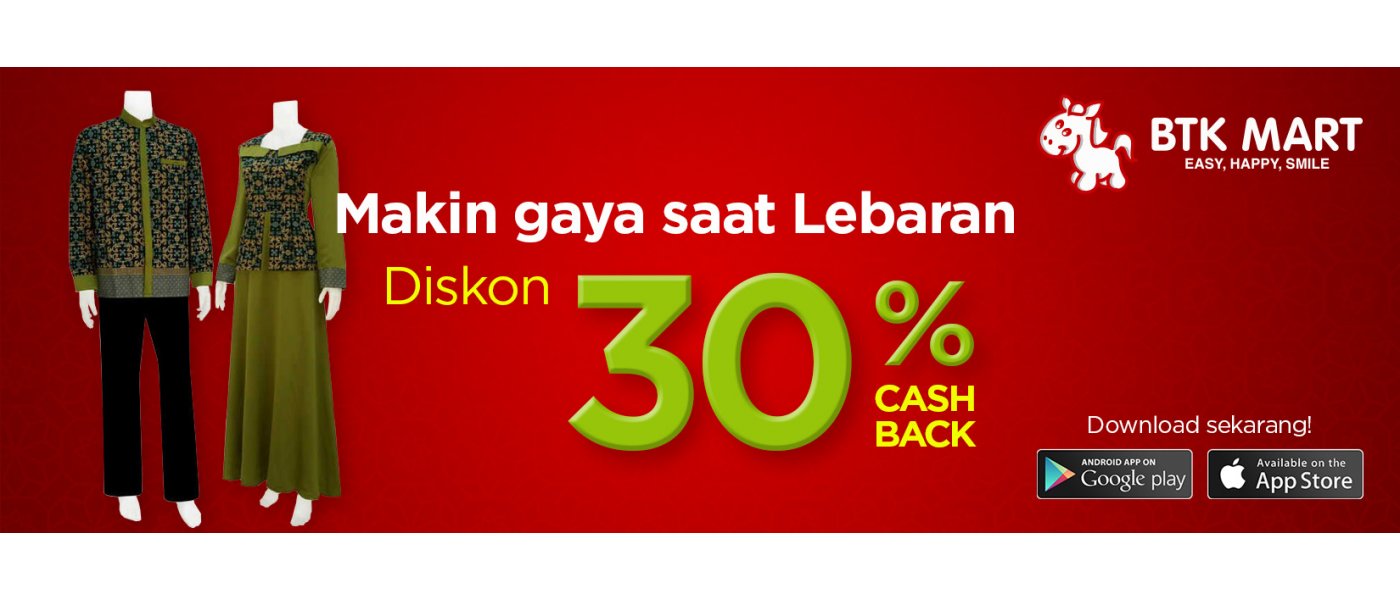 BTK MART
EASY, HAPPY, SMILE
Makin gaya saat Lebaran
Diskon 30%
CASH
BACK
Download sekarang!
ANDROID APP ON
Google play
Available on the
App Store